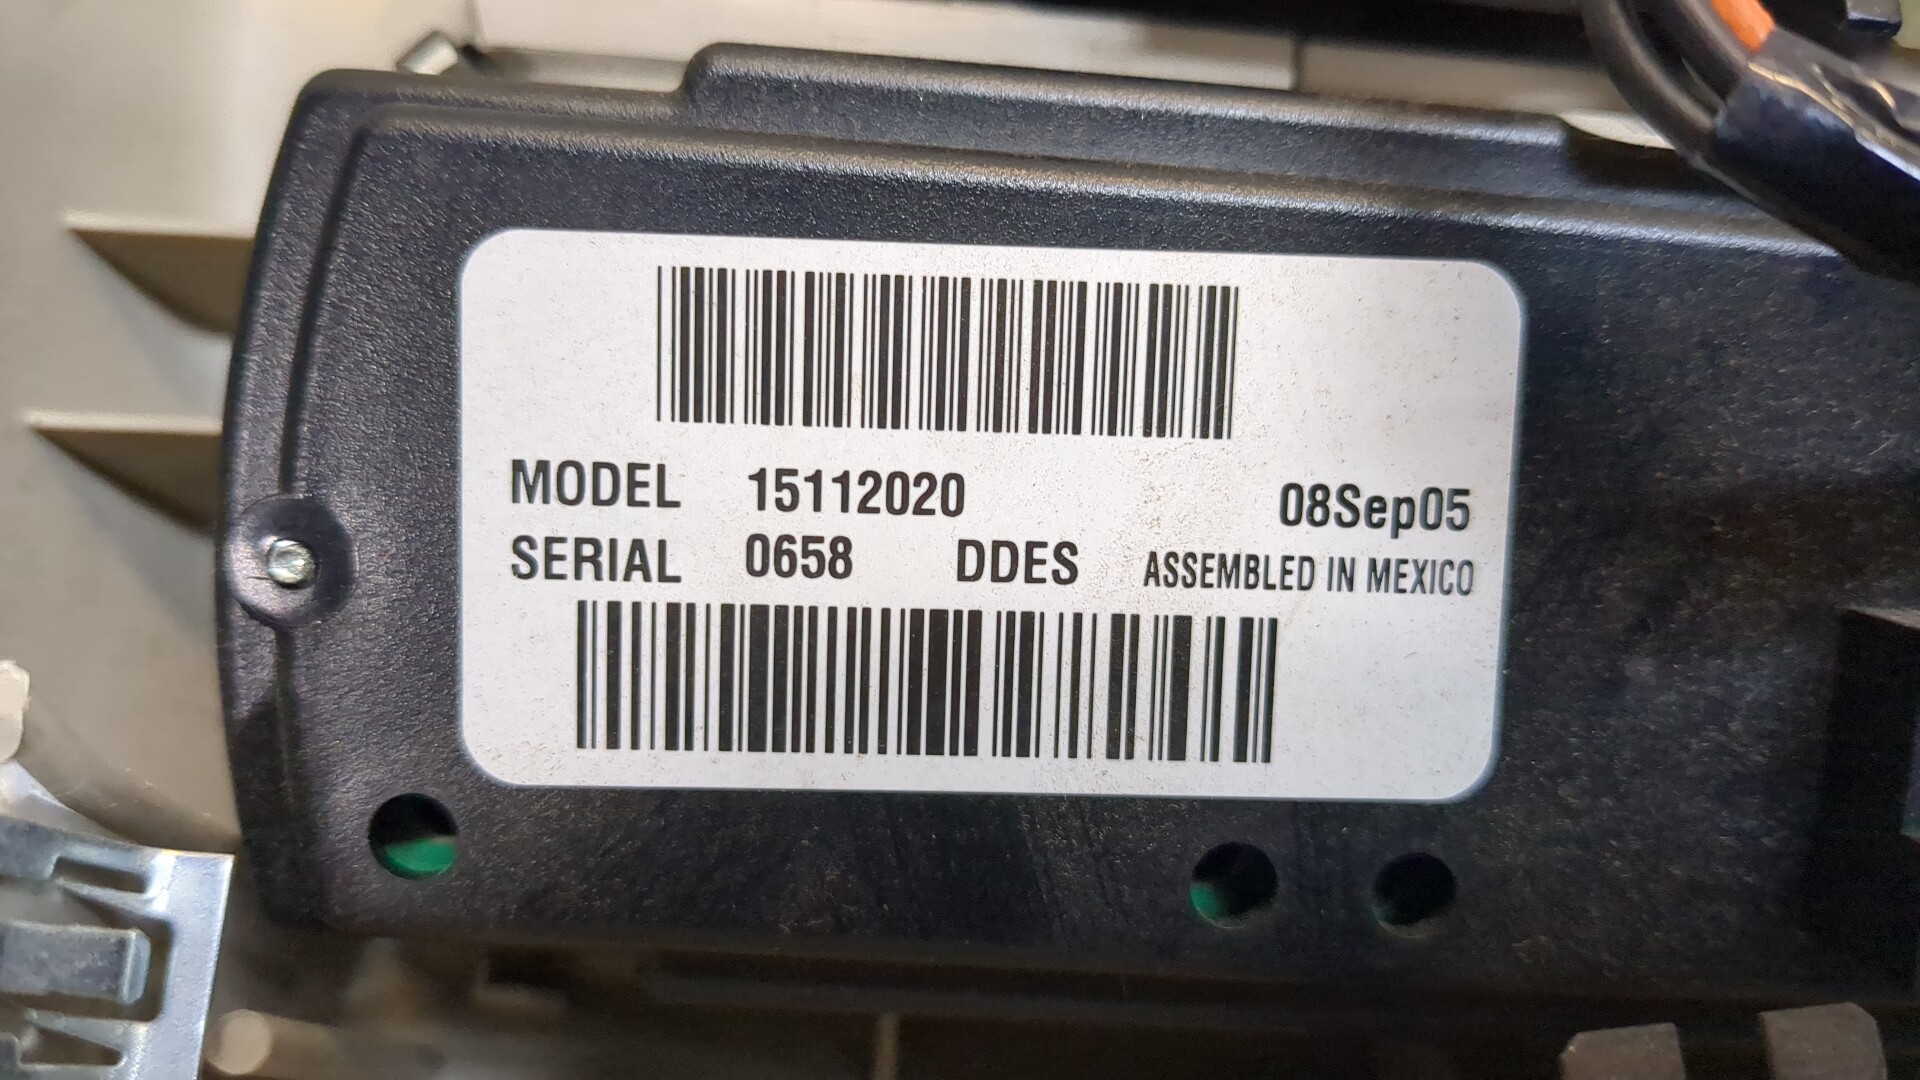 MODEL 15112020 08Sep05
SERIAL 0658 DDES ASSEMBLED IN MEXICO